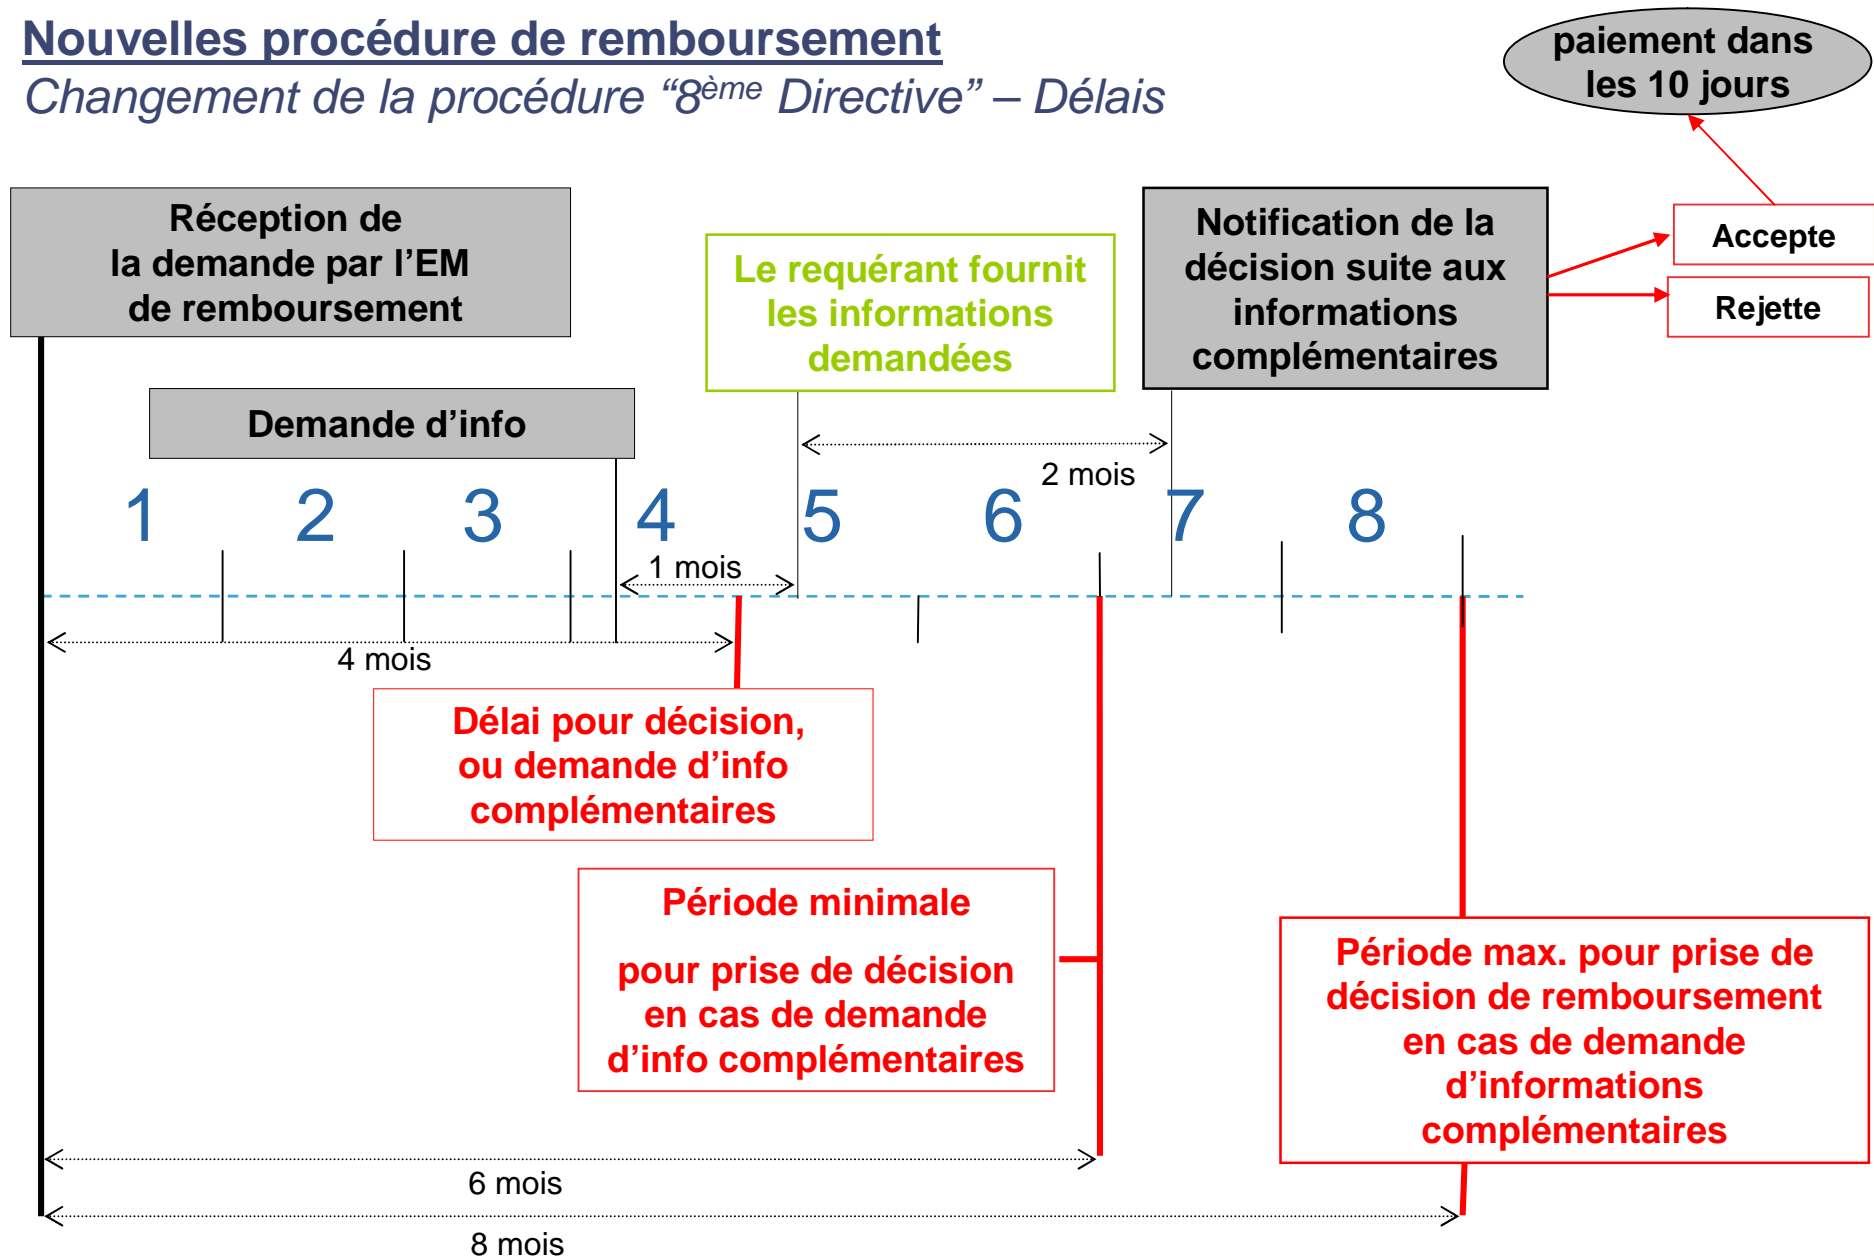 Nouvelles procédure de remboursement
Changement de la procédure “8ème Directive” – Délais
paiement dans
les 10 jours
Réception de
la demande par l’EM
de remboursement
Le requérant fournit
les informations
demandées
Notification de la
décision suite aux
informations
complémentaires
Accepte
Rejette
Demande d’info
2 mois
1 2 3 4 5 6 7 8
1 mois
4 mois
Délai pour décision,
ou demande d’info
complémentaires
Période minimale
pour prise de décision
en cas de demande
d’info complémentaires
Période max. pour prise de
décision de remboursement
en cas de demande
d’informations
complémentaires
6 mois
8 mois